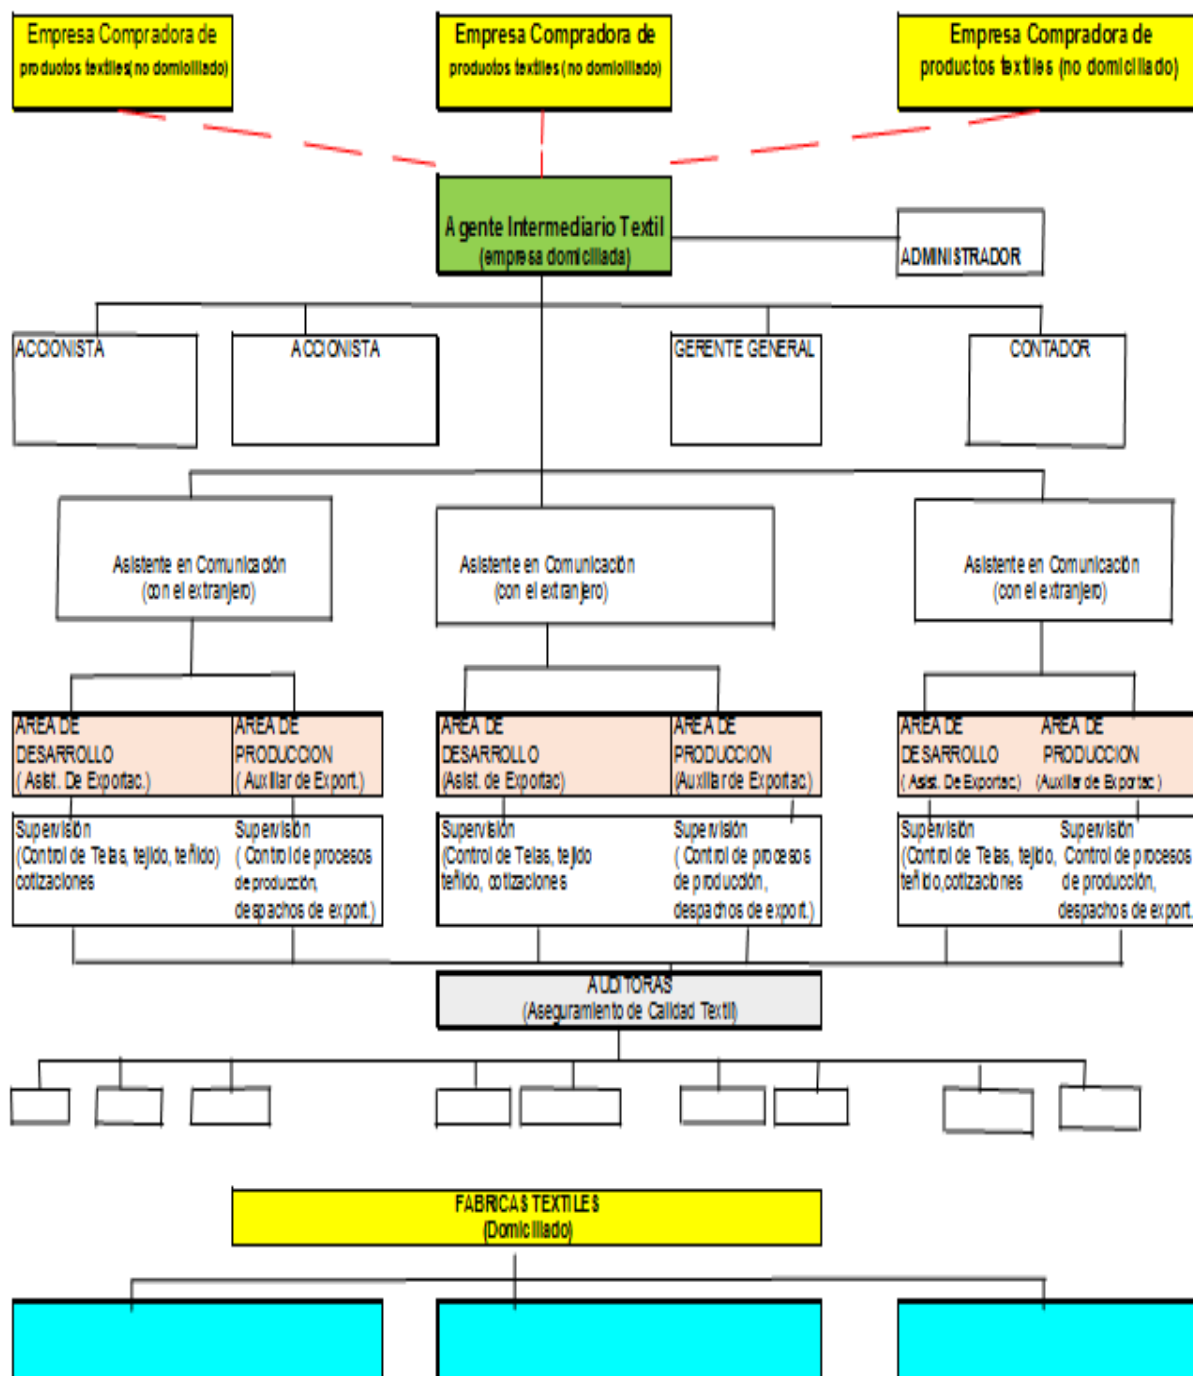 Empresa Compradora de
productos textiles(no domiciliado)
Empresa Compradora de
productos textiles (no domiciliado)
Empresa Compradora de
productos textiles (no domiciliado)
Agente Intermediario Textil
(empresa domiciliada)
ADMINISTRADOR
ACCIONISTA
ACCIONISTA
GERENTE GENERAL
CONTADOR
Asistente en Comunicación
(con el extranjero)
Asistente en Comunicación
(con el extranjero)
Asistente en Comunicación
(con el extranjero)
AREA DE
DESARROLLO
( Asist. De Exportac.)
AREA DE
PRODUCCION
( Auxiliar de Export.)
AREA DE
DESARROLLO
(Asist. de Exportac)
AREA DE
PRODUCCION
(Auxiliar de Exportac.)
AREA DE
DESARROLLO
( Asist. De Exportac.)
AREA DE
PRODUCCION
(Auxiliar de Exportac.)
Supervisión
(Control de Telas, tejido, teñido)
cotizaciones
Supervisión
( Control de procesos
de producción,
despachos de export.)
Supervisión
(Control de Telas, tejido
teñido, cotizaciones
Supervisión
( Control de procesos
de producción,
despachos de export.)
Supervisión
(Control de Telas, tejido,
teñido,cotizaciones
Supervisión
Control de procesos
de producción,
despachos de export.
AUDITORAS
(Aseguramiento de Calidad Textil)
FABRICAS TEXTILES
(Domiciliado)